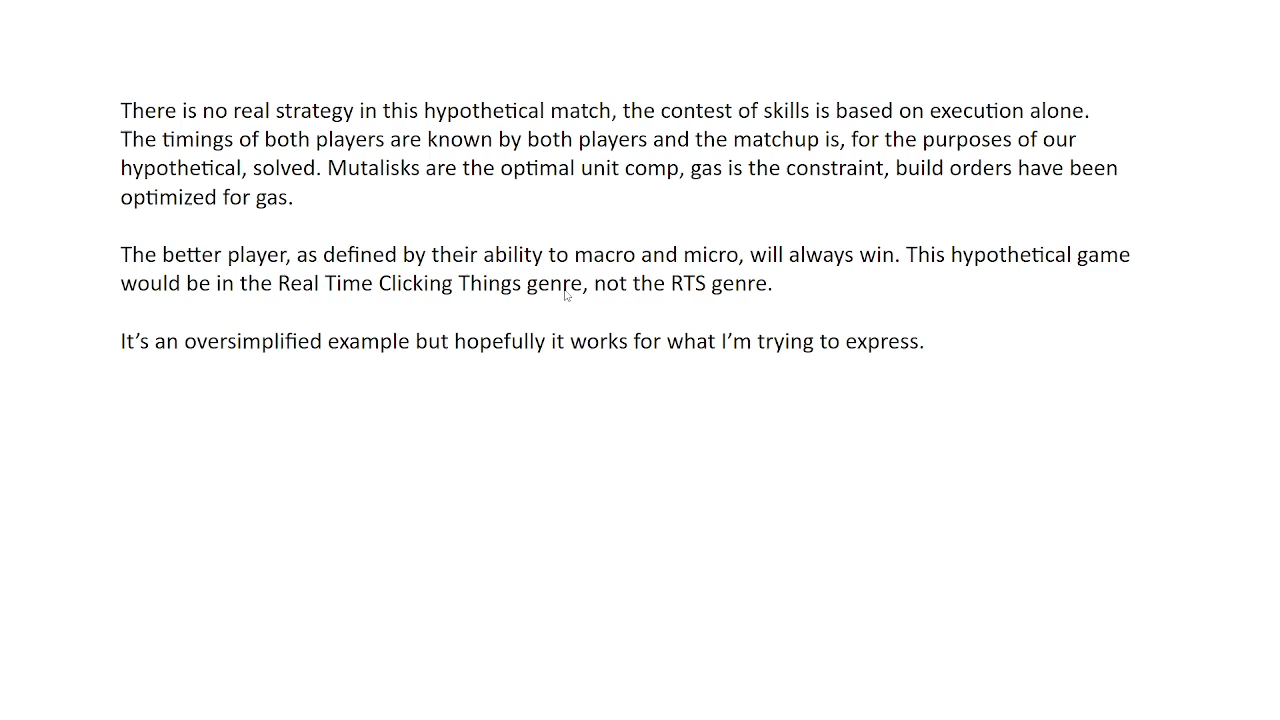 There is no real strategy in this hypothetical match, the contest of skills is based on execution alone.
The timings of both players are known by both players and the matchup is, for the purposes of our
hypothetical, solved. Mutalisks are the optimal unit comp, gas is the constraint, build orders have been
optimized for gas.
The better player, as defined by their ability to macro and micro, will always win. This hypothetical game
would be in the Real Time Clicking Things genre, not the RTS genre.
It’s an oversimplified example but hopefully it works for what I’m trying to express.